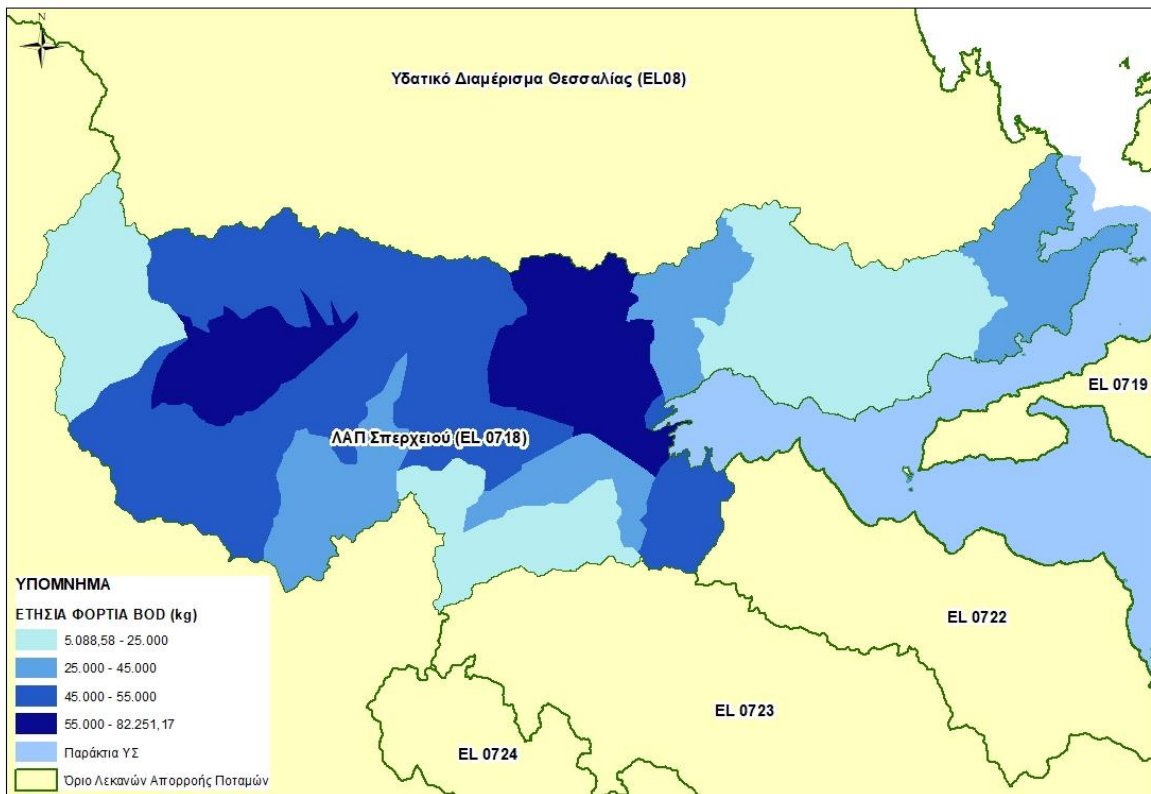 N
Υδατικό Διαμέρισμα Θεσσαλίας (EL08)
EL 0719
ΛΑΠ Σπερχειού (EL 0718)
ΥΠΟΜΝΗΜΑ
ΕΤΗΣΙΑ ΦΟΡΤΙΑ BOD (kg)
5.088,58 - 25.000
25.000 - 45.000
45.000 - 55.000
55.000 - 82.251,17
Παράκτια ΥΣ
Όριο Λεκανών Απορροής Ποταμών
EL 0722
EL 0723
EL 0724